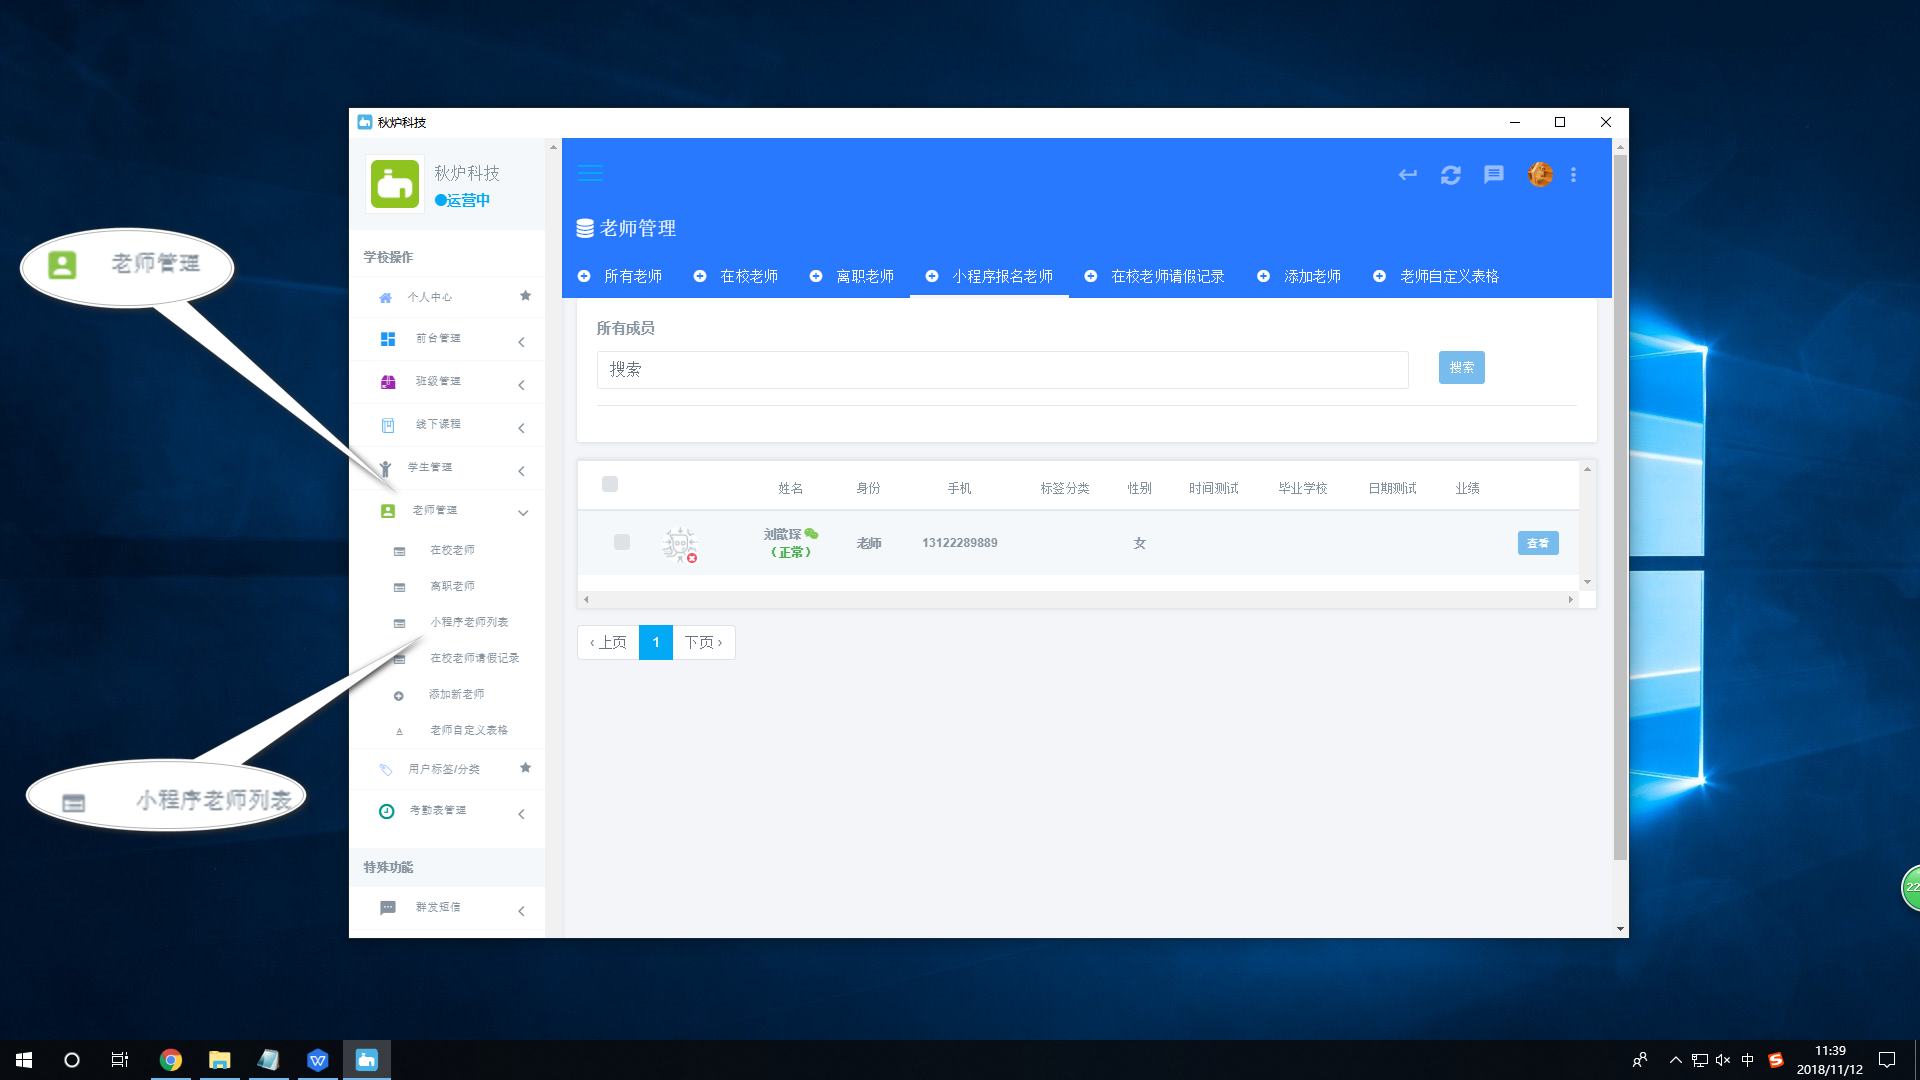 秋炉科技
秋炉科技
运营中
学校操作
个人中心
前台管理
班级管理
线下课程
学生管理
老师管理
在校老师
离职老师
小程序老师列表
在校老师请假记录
添加新老师
老师自定义表格
用户标签/分类
考勤表管理
特殊功能
群发短信
老师管理
小程序老师列表
老师管理
所有老师 在校老师 离职老师 小程序报名老师 在校老师请假记录 添加老师 老师自定义表格
所有成员
搜索 搜索
姓名 身份 手机 标签分类 性别 时间测试 毕业学校 日期测试 业绩
刘歆琛
（正常）
老师 13122289889 女 查看
‹ 上页 1 下页 ›
22
中
11:39
2018/11/12